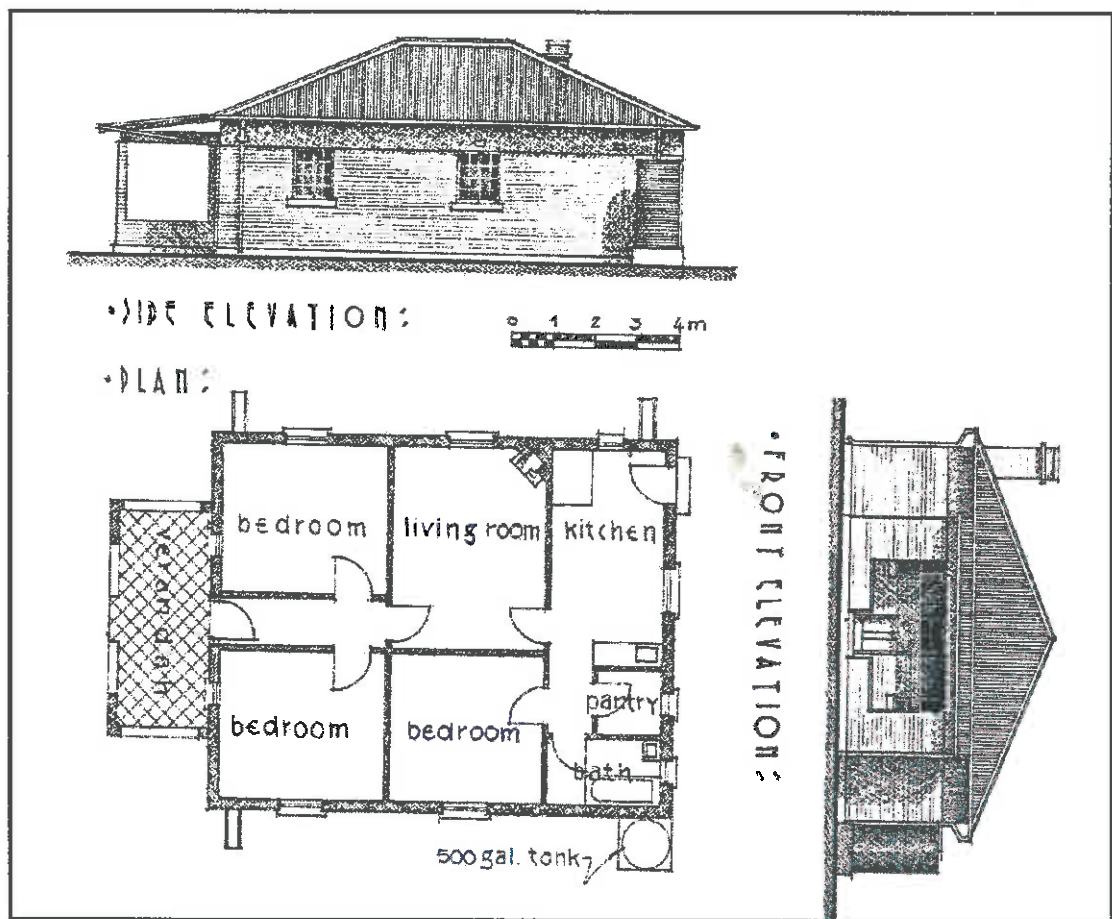 •SIDE ELEVATION:
0 1 2 3 4m
•PLAN:
bedroom
living room
kitchen
verandah
bedroom
bedroom
pantry
bath
500 gal. tank
•FRONT ELEVATION: